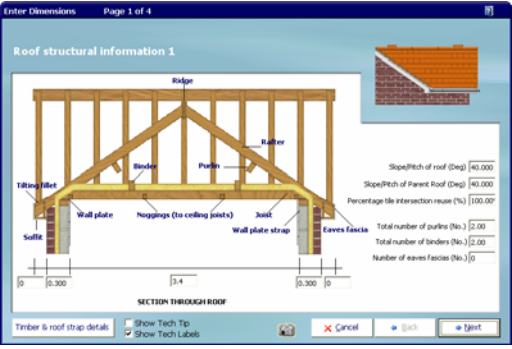 Enter Dimensions Page 1 of 4
Roof structural information 1
Ridge
Rafter
Binder
Purlin
Tilting fillet
Wall plate
Noggings (to ceiling joists)
Joist
Wall plate strap
Eaves fascia
Soffit
0 0.300 3.4 0.300 0
SECTION THROUGH ROOF
Slope/Pitch of roof (Deg) 40.000
Slope/Pitch of Parent Roof (Deg) 40.000
Percentage tile intersection reuse (%) 100.00
Total number of purlins (No.) 2.00
Total number of binders (No.) 2.00
Number of eaves fascias (No.) 0
Timber & roof strap details
Show Tech Tip
Show Tech Labels
Cancel
Back
Next